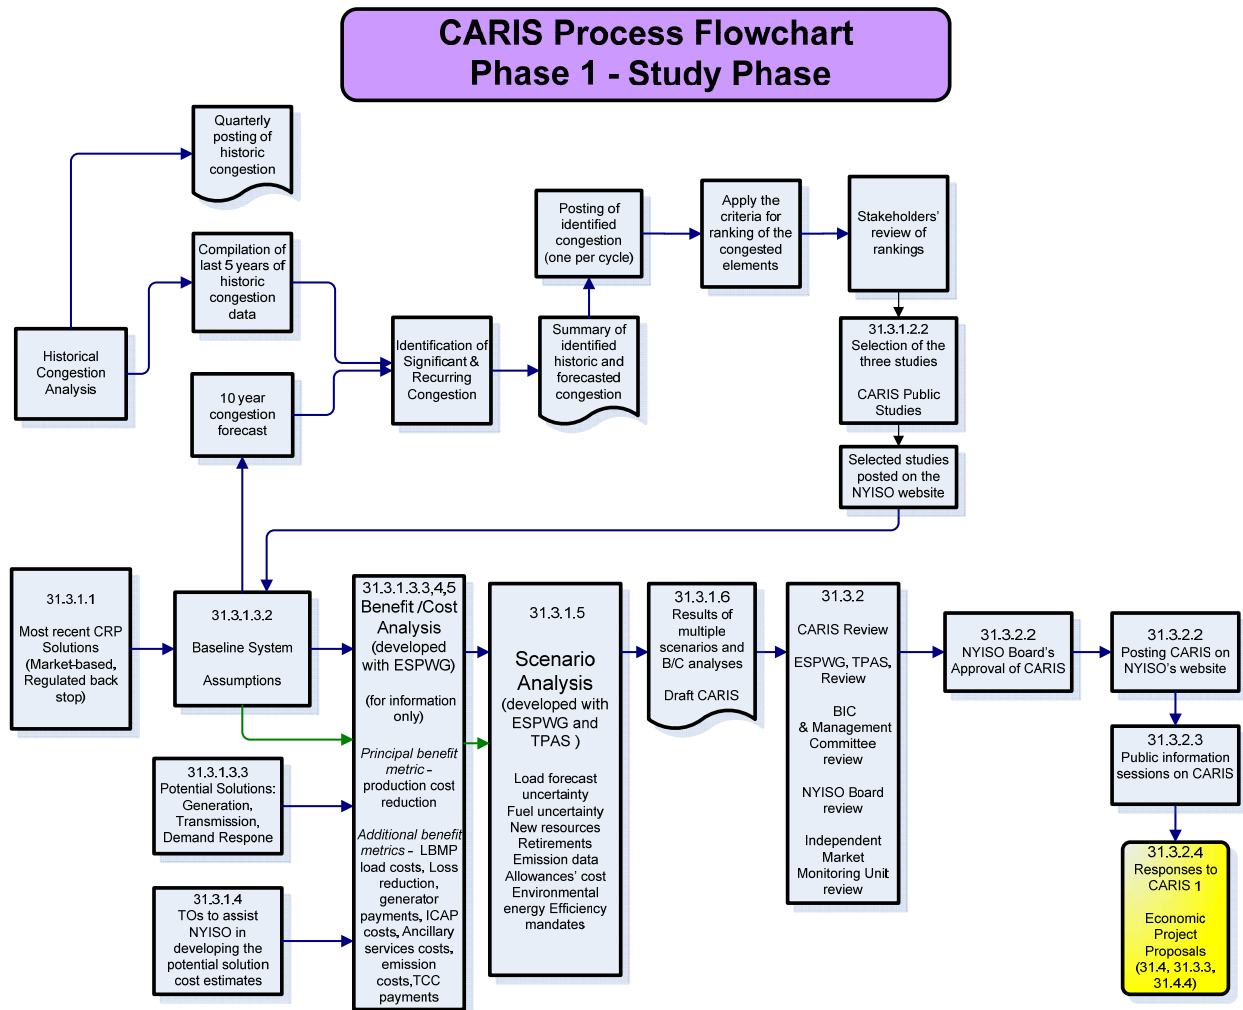 CARIS Process Flowchart
Phase 1 - Study Phase
Quarterly
posting of
historic
congestion
Compilation of
last 5 years of
historic
congestion
data
Historical
Congestion
Analysis
10 year
congestion
forecast
Identification of
Significant &
Recurring
Congestion
Posting of
identified
congestion
(one per cycle)
Summary of
identified
historic and
forecasted
congestion
Apply the
criteria for
ranking of the
congested
elements
Stakeholders'
review of
rankings
31.3.1.2.2
Selection of the
three studies
CARIS Public
Studies
Selected studies
posted on the
NYISO website
31.3.1.1
Most recent CRP
Solutions
(Market-based,
Regulated back
stop)
31.3.1.3.2
Baseline System
Assumptions
31.3.1.3.3
Potential Solutions:
Generation,
Transmission,
Demand Respone
31.3.1.4
TOs to assist
NYISO in
developing the
potential solution
cost estimates
31.3.1.3.3,4,5
Benefit /Cost
Analysis
(developed
with ESPWG)
(for information
only)
Principal benefit
metric -
production cost
reduction
Additional benefit
metrics - LBMP
load costs, Loss
reduction,
generator
payments, ICAP
costs, Ancillary
services costs,
emission
costs,TCC
payments
31.3.1.5
Scenario
Analysis
(developed with
ESPWG and
TPAS )
Load forecast
uncertainty
Fuel uncertainty
New resources
Retirements
Emission data
Allowances' cost
Environmental
energy Efficiency
mandates
31.3.1.6
Results of
multiple
scenarios and
B/C analyses
Draft CARIS
31.3.2
CARIS Review
ESPWG, TPAS,
Review
BIC
& Management
Committee
review
NYISO Board
review
Independent
Market
Monitoring Unit
review
31.3.2.2
NYISO Board's
Approval of CARIS
31.3.2.2
Posting CARIS on
NYISO's website
31.3.2.3
Public information
sessions on CARIS
31.3.2.4
Responses to
CARIS 1
Economic
Project
Proposals
(31.4, 31.3.3,
31.4.4)